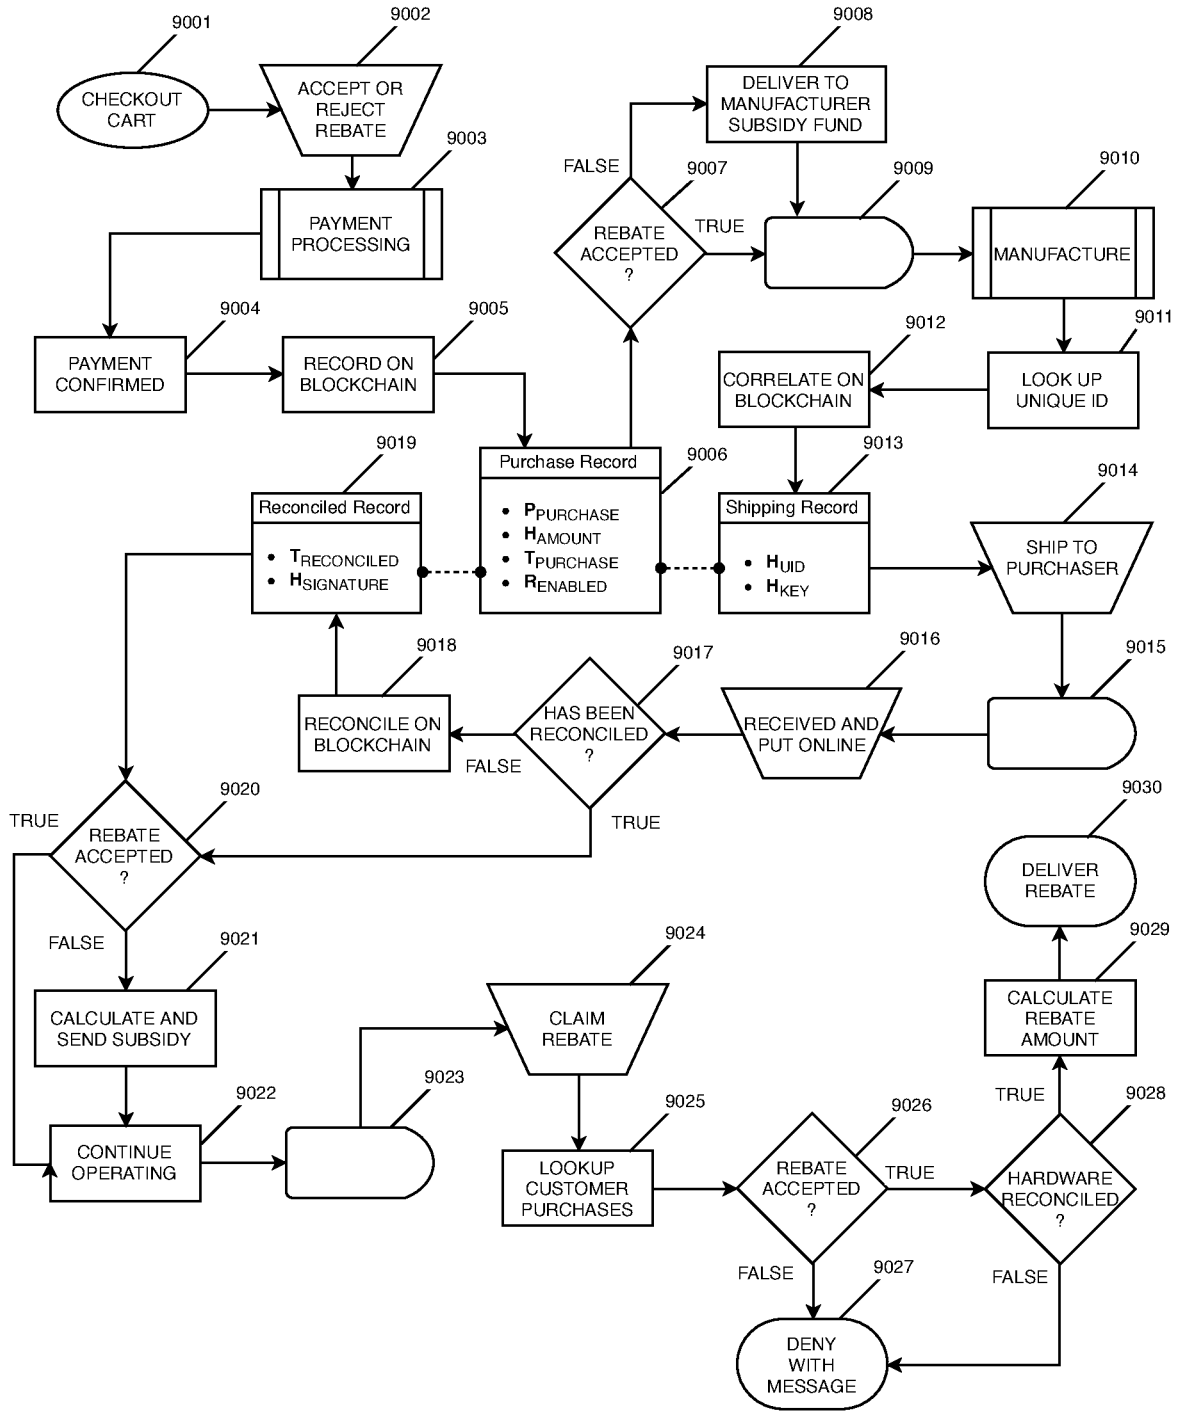 9001
CHECKOUT
CART
9002
ACCEPT OR
REJECT
REBATE
9003
PAYMENT
PROCESSING
9004
PAYMENT
CONFIRMED
9005
RECORD ON
BLOCKCHAIN
9006
Purchase Record
• PPURCHASE
• HAMOUNT
• TPURCHASE
• RENABLED
9007
REBATE
ACCEPTED
?
FALSE
TRUE
9008
DELIVER TO
MANUFACTURER
SUBSIDY FUND
9009
9010
MANUFACTURE
9011
LOOK UP
UNIQUE ID
9012
CORRELATE ON
BLOCKCHAIN
9013
Shipping Record
• HUID
• HKEY
9014
SHIP TO
PURCHASER
9015
9016
RECEIVED AND
PUT ONLINE
9017
HAS BEEN
RECONCILED
?
FALSE
TRUE
9018
RECONCILE ON
BLOCKCHAIN
9019
Reconciled Record
• TRECONCILED
• HSIGNATURE
9020
REBATE
ACCEPTED
?
TRUE
FALSE
9021
CALCULATE AND
SEND SUBSIDY
9022
CONTINUE
OPERATING
9023
9024
CLAIM
REBATE
9025
LOOKUP
CUSTOMER
PURCHASES
9026
REBATE
ACCEPTED
?
TRUE
FALSE
9027
DENY
WITH
MESSAGE
9028
HARDWARE
RECONCILED
?
TRUE
FALSE
9029
CALCULATE
REBATE
AMOUNT
9030
DELIVER
REBATE